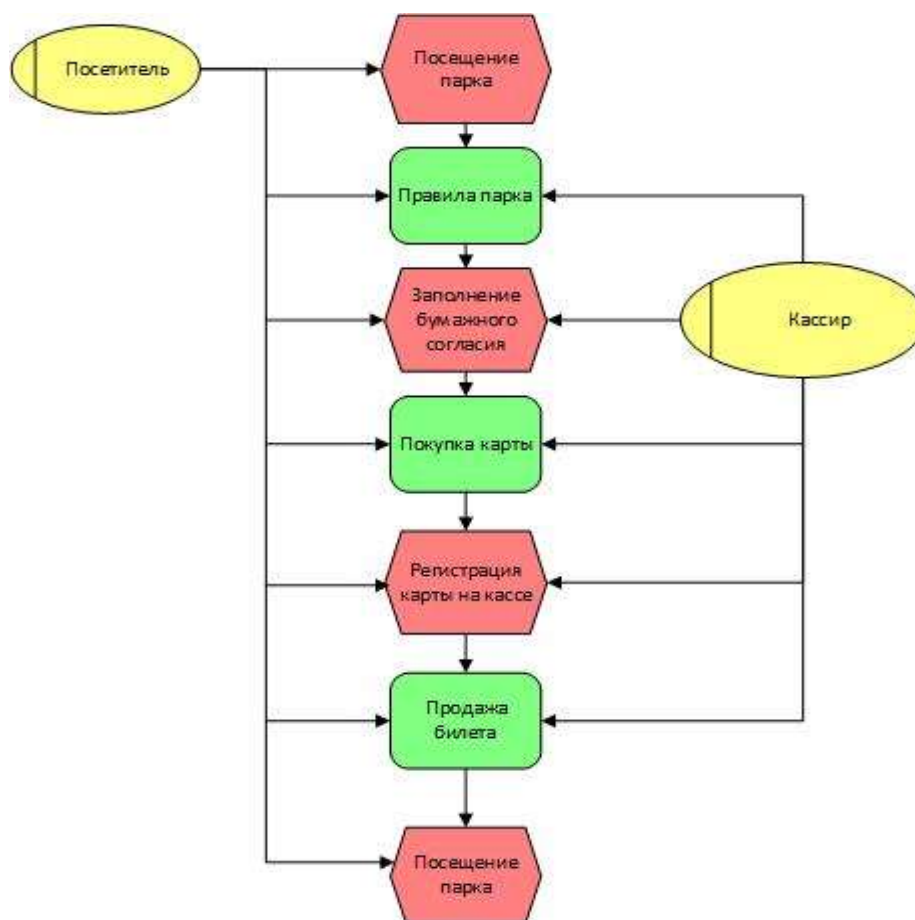 Посетитель
Посещение
парка
Правила парка
Заполнение
бумажного
согласия
Кассир
Покупка карты
Регистрация
карты на кассе
Продажа
билета
Посещение
парка